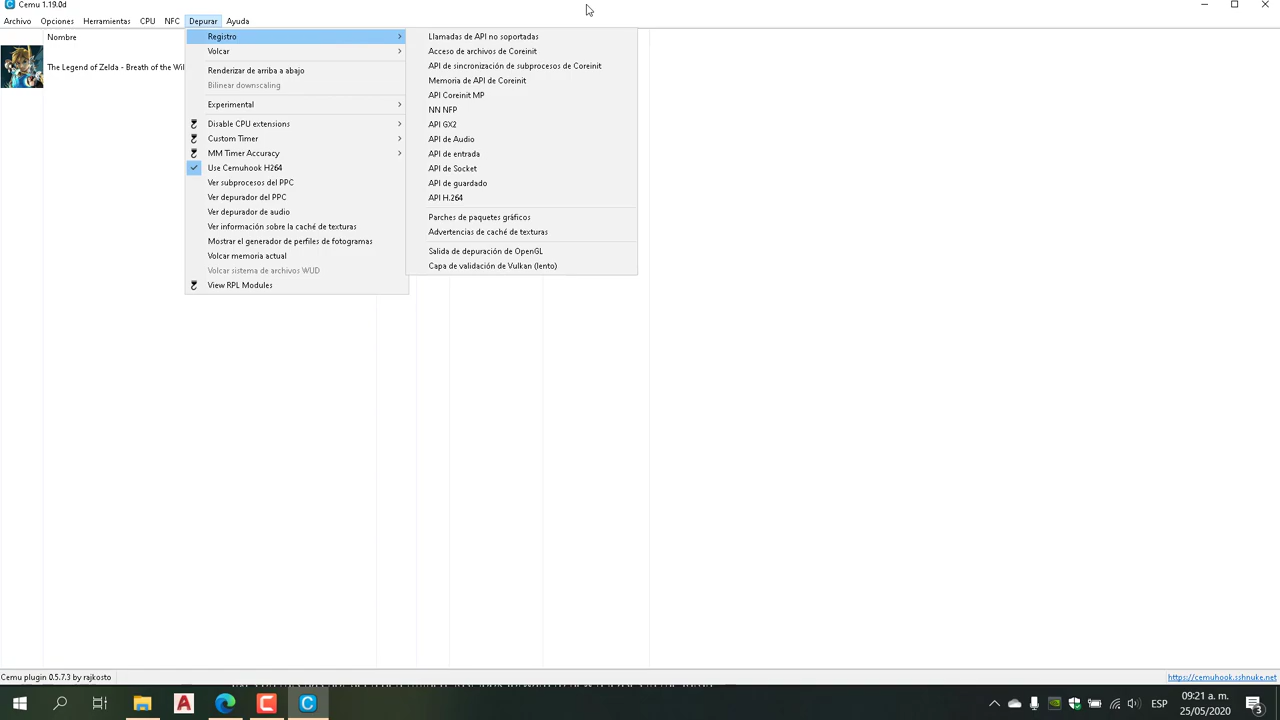 Cemu 1.19.0d
Archivo Opciones Herramientas CPU NFC Depurar Ayuda
Nombre
The Legend of Zelda - Breath of the Wil
Registro
Volcar
Renderizar de arriba a abajo
Bilinear downscaling
Experimental
Disable CPU extensions
Custom Timer
MM Timer Accuracy
Use Cemuhook H264
Ver subprocesos del PPC
Ver depurador del PPC
Ver depurador de audio
Ver información sobre la caché de texturas
Mostrar el generador de perfiles de fotogramas
Volcar memoria actual
Volcar sistema de archivos WUD
View RPL Modules
Llamadas de API no soportadas
Acceso de archivos de Coreinit
API de sincronización de subprocesos de Coreinit
Memoria de API de Coreinit
API Coreinit MP
NN NFP
API GX2
API de Audio
API de entrada
API de Socket
API de guardado
API H.264
Parches de paquetes gráficos
Advertencias de caché de texturas
Salida de depuración de OpenGL
Capa de validación de Vulkan (lento)
Cemu plugin 0.5.7.3 by rajkosto
https://cemuhook.sshnuke.net
ESP
09:21 a. m.
25/05/2020
3